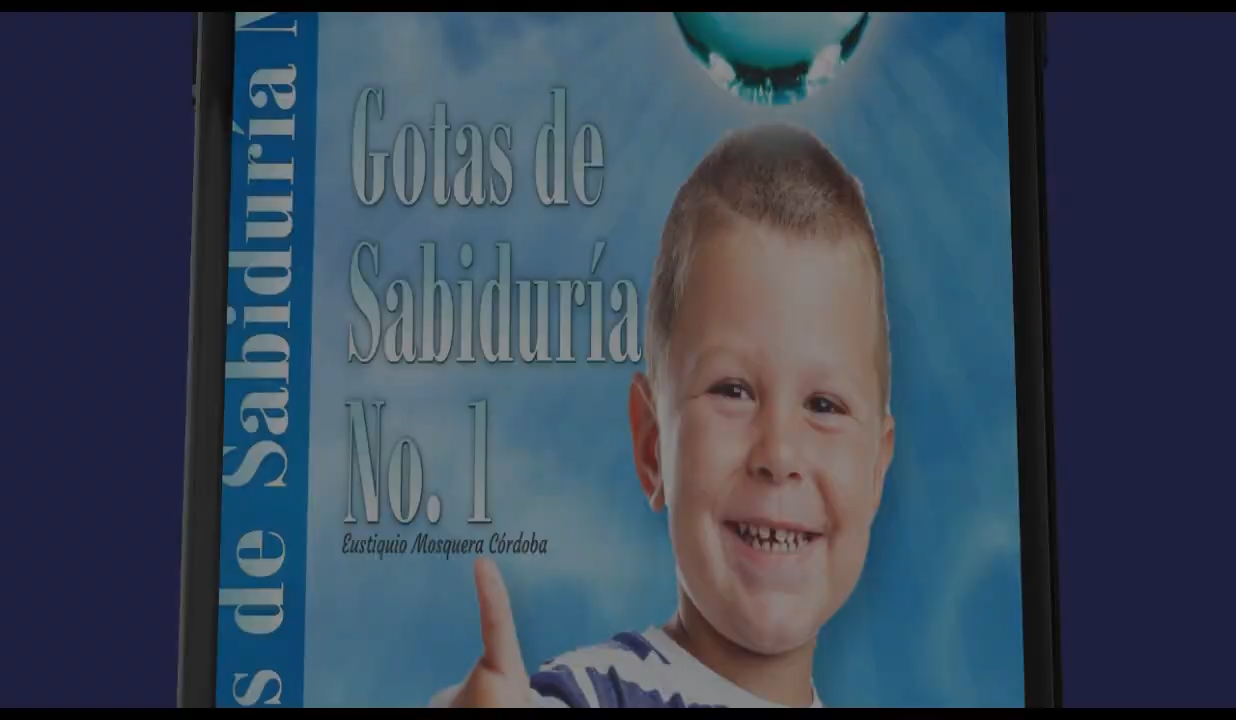 s de Sabiduría N
Gotas de
Sabiduría
No. 1
Eustiquio Mosquera Córdoba